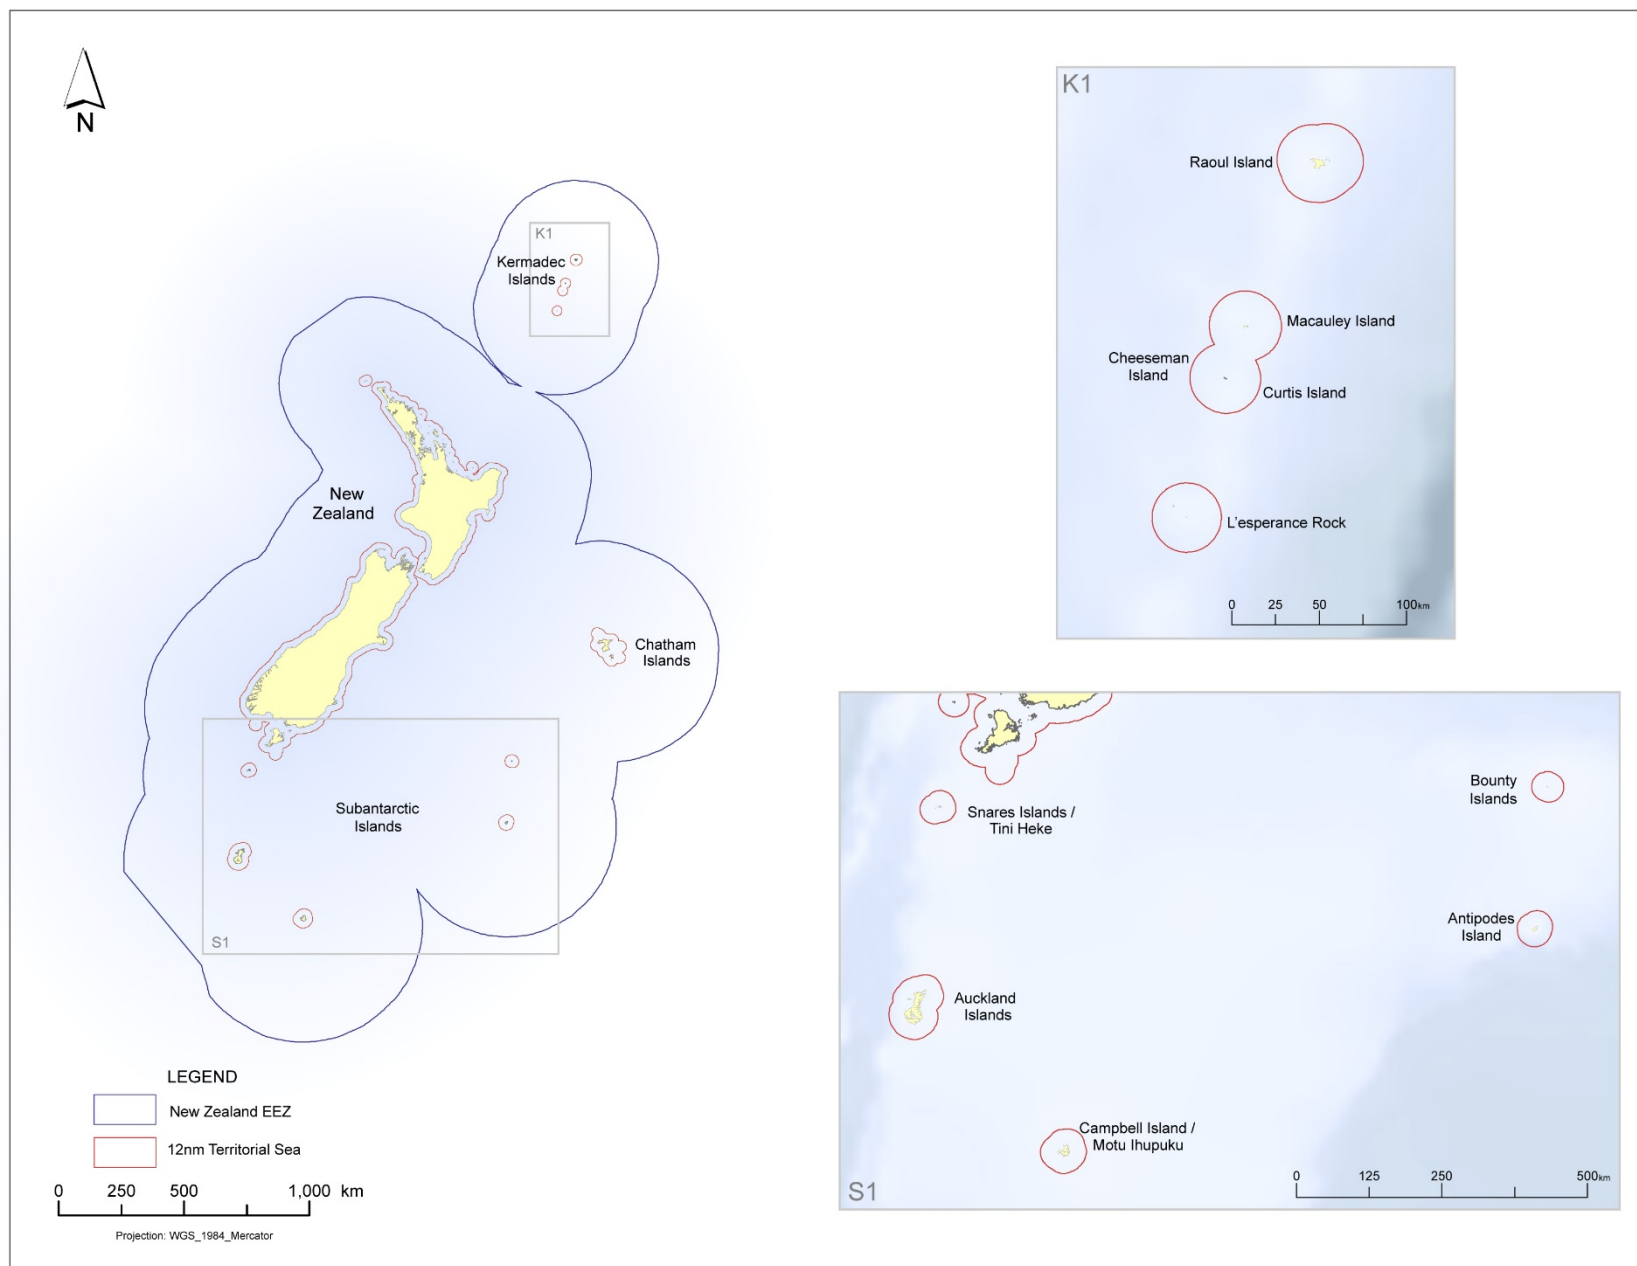 N
K1
Kermadec
Islands
New
Zealand
Chatham
Islands
Subantarctic
Islands
S1
LEGEND
New Zealand EEZ
12nm Territorial Sea
0 250 500 1,000 km
Projection: WGS_1984_Mercator
K1
Raoul Island
Macauley Island
Cheeseman
Island
Curtis Island
L'esperance Rock
0 25 50 100km
Snares Islands /
Tini Heke
Bounty
Islands
Antipodes
Island
Auckland
Islands
Campbell Island /
Motu Ihupuku
0 125 250 500km
S1